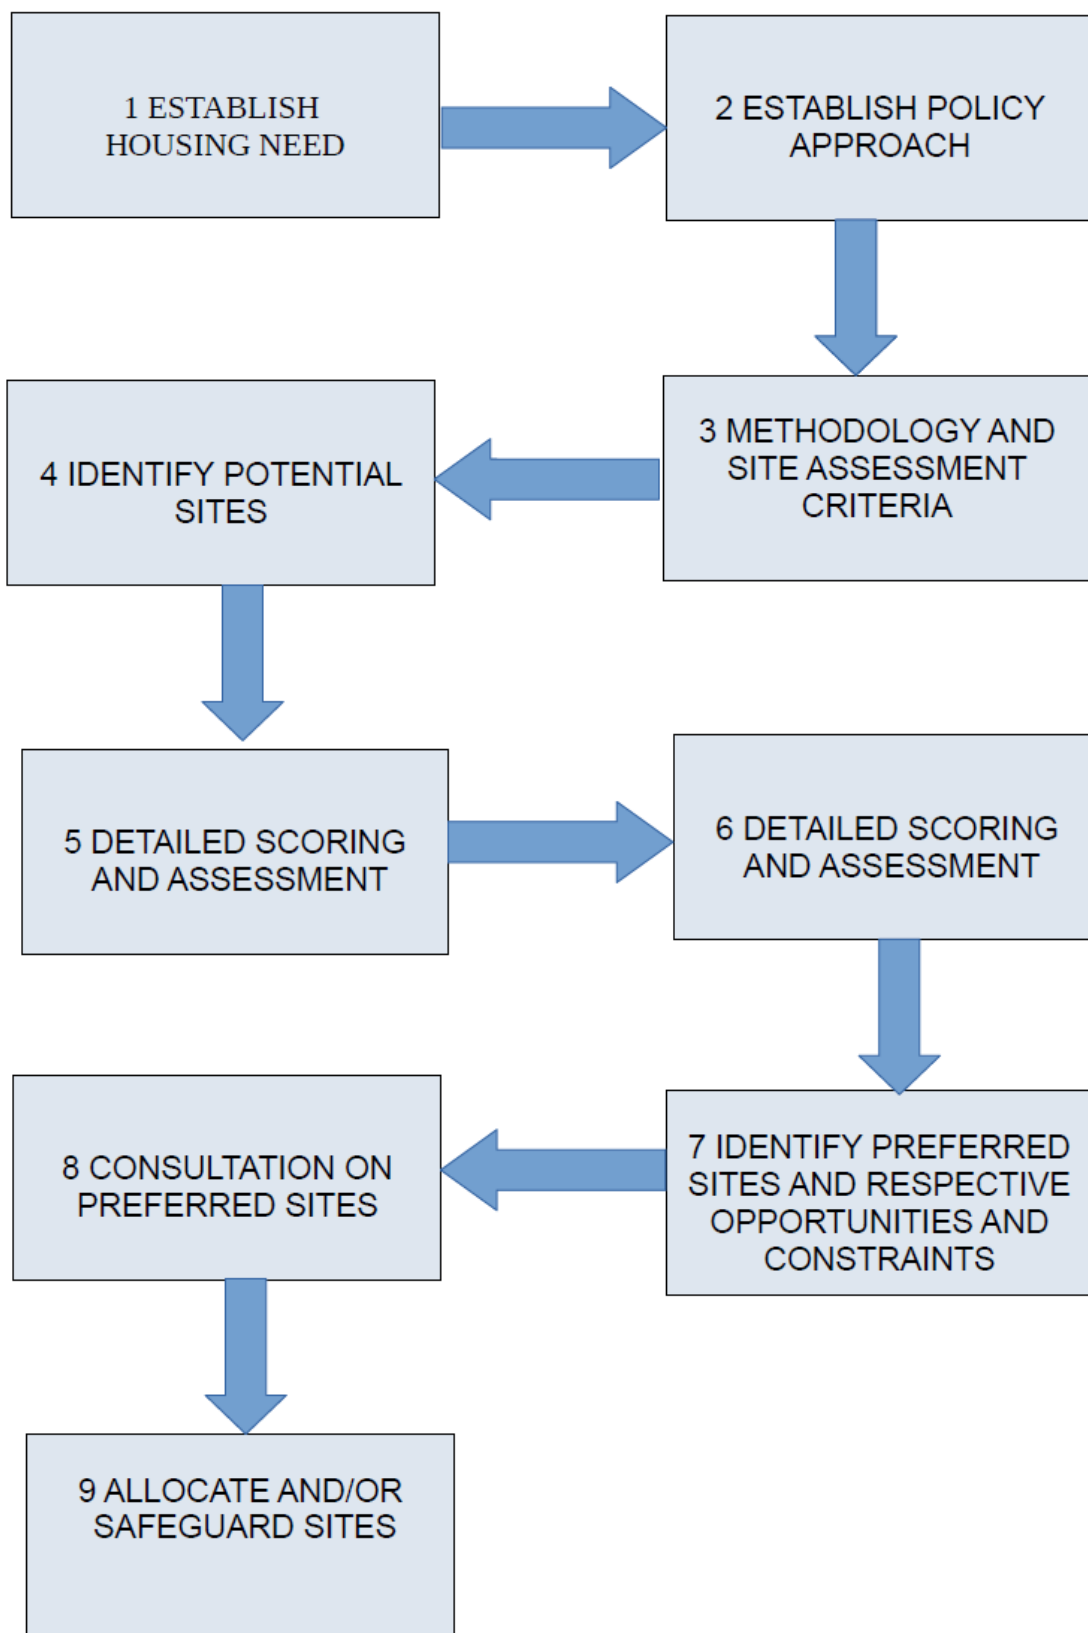 1 ESTABLISH
HOUSING NEED
2 ESTABLISH POLICY
APPROACH
3 METHODOLOGY AND
SITE ASSESSMENT
CRITERIA
4 IDENTIFY POTENTIAL
SITES
5 DETAILED SCORING
AND ASSESSMENT
6 DETAILED SCORING
AND ASSESSMENT
7 IDENTIFY PREFERRED
SITES AND RESPECTIVE
OPPORTUNITIES AND
CONSTRAINTS
8 CONSULTATION ON
PREFERRED SITES
9 ALLOCATE AND/OR
SAFEGUARD SITES